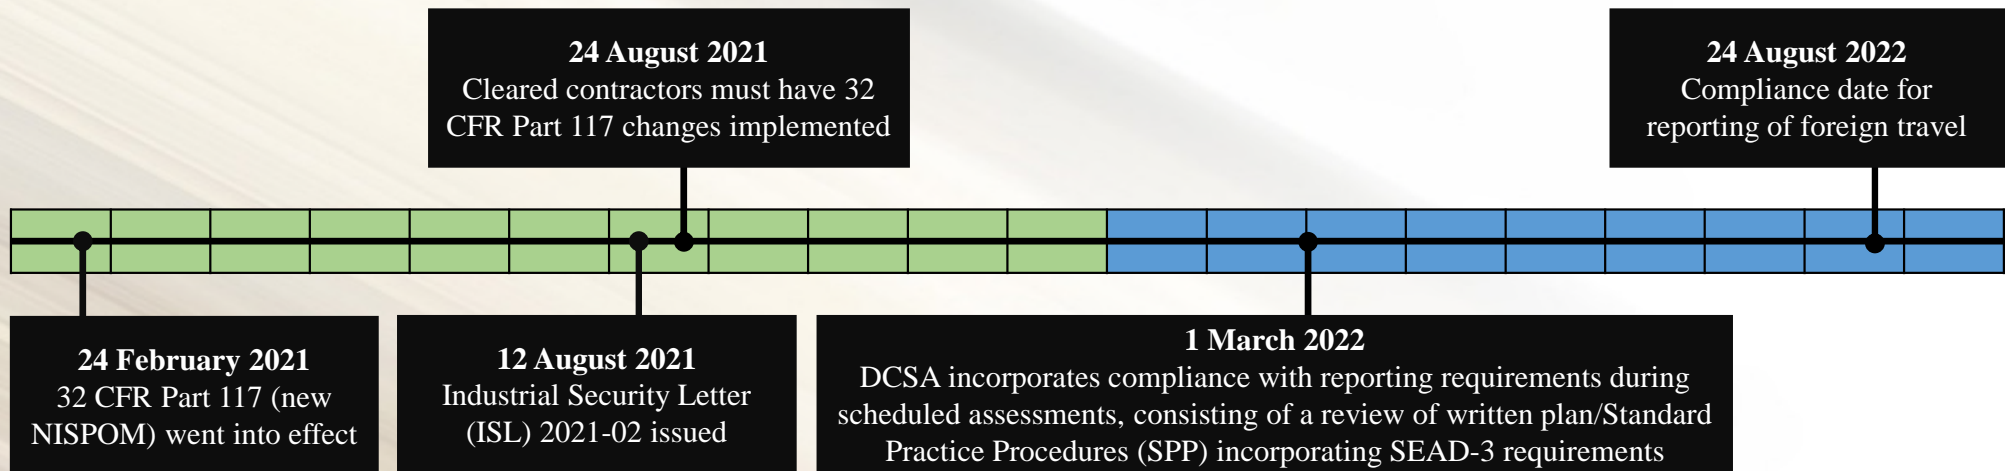 24 August 2021
Cleared contractors must have 32
CFR Part 117 changes implemented
24 August 2022
Compliance date for
reporting of foreign travel
24 February 2021
32 CFR Part 117 (new
NISPOM) went into effect
12 August 2021
Industrial Security Letter
(ISL) 2021-02 issued
1 March 2022
DCSA incorporates compliance with reporting requirements during
scheduled assessments, consisting of a review of written plan/Standard
Practice Procedures (SPP) incorporating SEAD-3 requirements